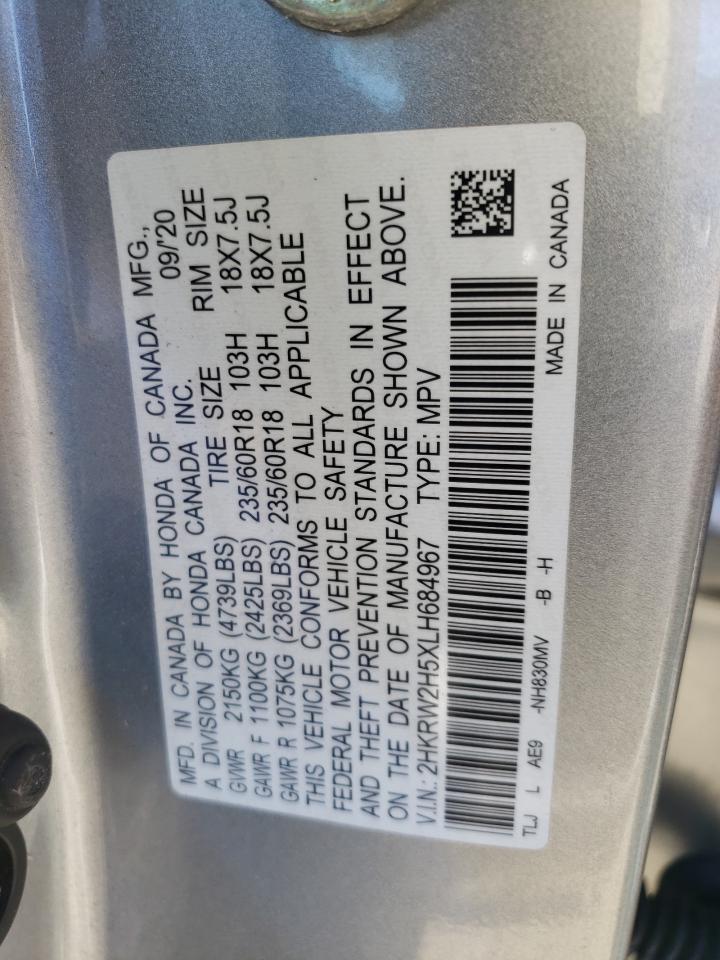 MFD. IN CANADA BY HONDA OF CANADA MFG.,
A DIVISION OF HONDA CANADA INC. 09/'20
GVWR 2150KG (4739LBS) TIRE SIZE RIM SIZE
GAWR F 1100KG (2425LBS) 235/60R18 103H 18X7.5J
GAWR R 1075KG (2369LBS) 235/60R18 103H 18X7.5J
THIS VEHICLE CONFORMS TO ALL APPLICABLE
FEDERAL MOTOR VEHICLE SAFETY
AND THEFT PREVENTION STANDARDS IN EFFECT
ON THE DATE OF MANUFACTURE SHOWN ABOVE.
V.I.N.: 2HKRW2H5XLH684967 TYPE: MPV
TLJ L AE9 -NH830MV -B -H MADE IN CANADA